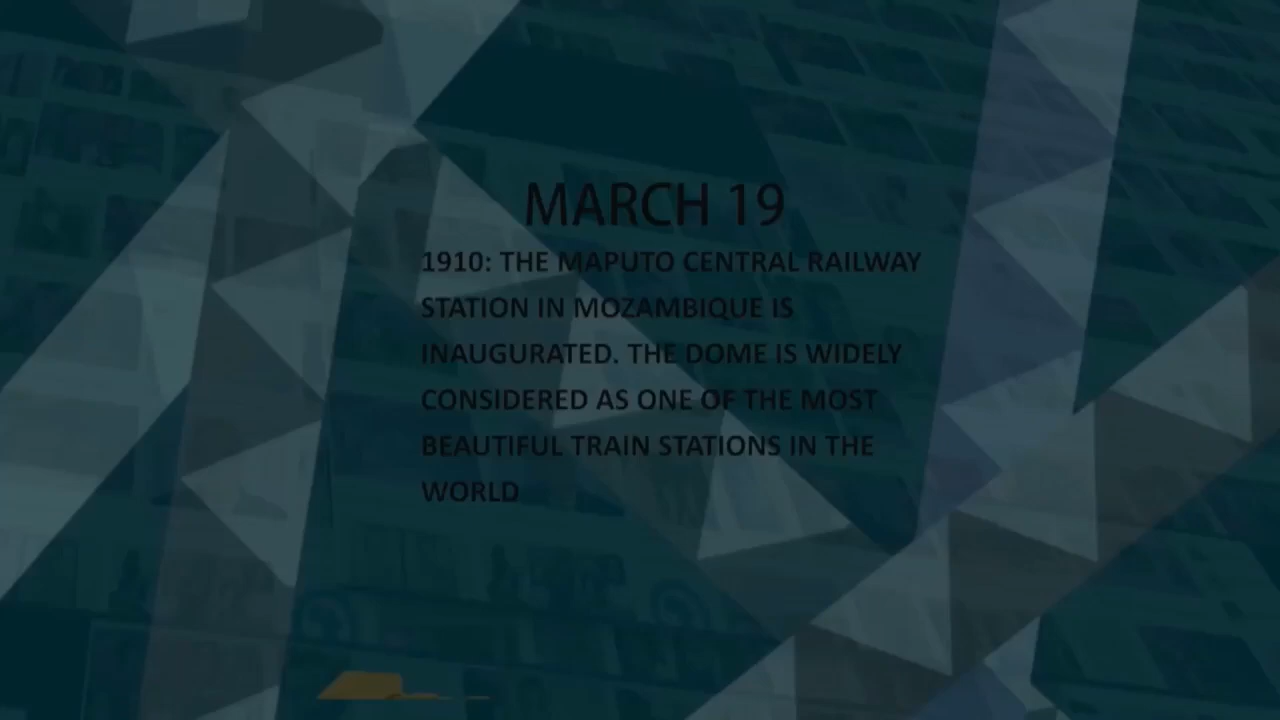 MARCH 19
1910: THE MAPUTO CENTRAL RAILWAY
STATION IN MOZAMBIQUE IS
INAUGURATED. THE DOME IS WIDELY
CONSIDERED AS ONE OF THE MOST
BEAUTIFUL TRAIN STATIONS IN THE
WORLD